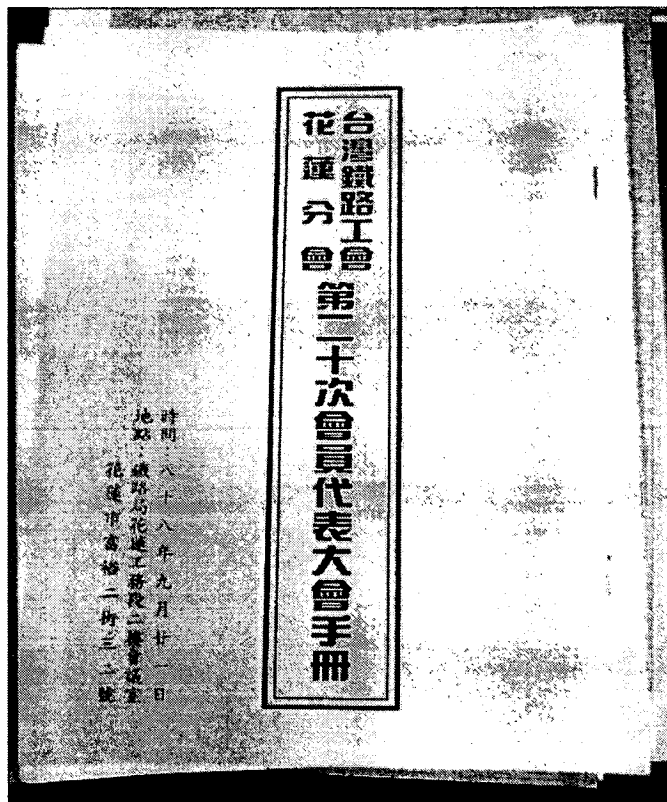 台灣鐵路工會
花蓮分會
第二十次會員代表大會手冊
時間：八十八年九月廿一日
地點：鐵路局花蓮工務段二樓會議室
花蓮市富裕二街三二號